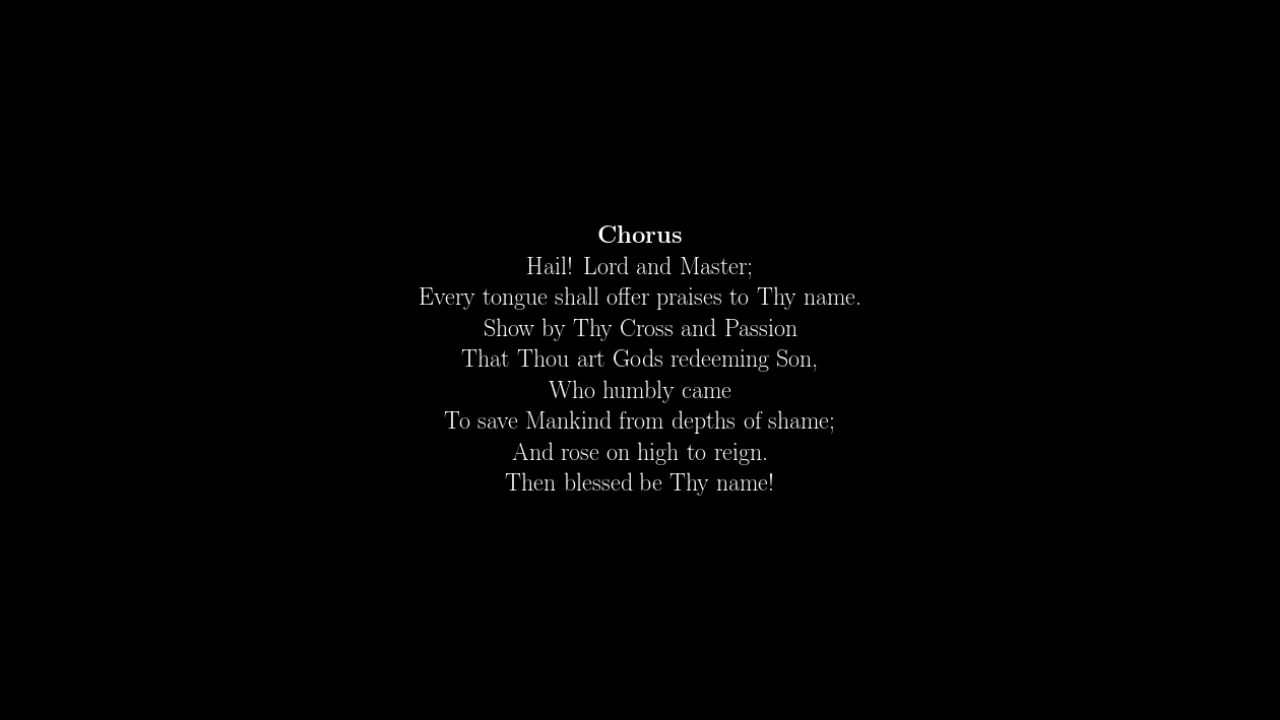 Chorus
Hail! Lord and Master;
Every tongue shall offer praises to Thy name.
Show by Thy Cross and Passion
That Thou art Gods redeeming Son,
Who humbly came
To save Mankind from depths of shame;
And rose on high to reign.
Then blessed be Thy name!